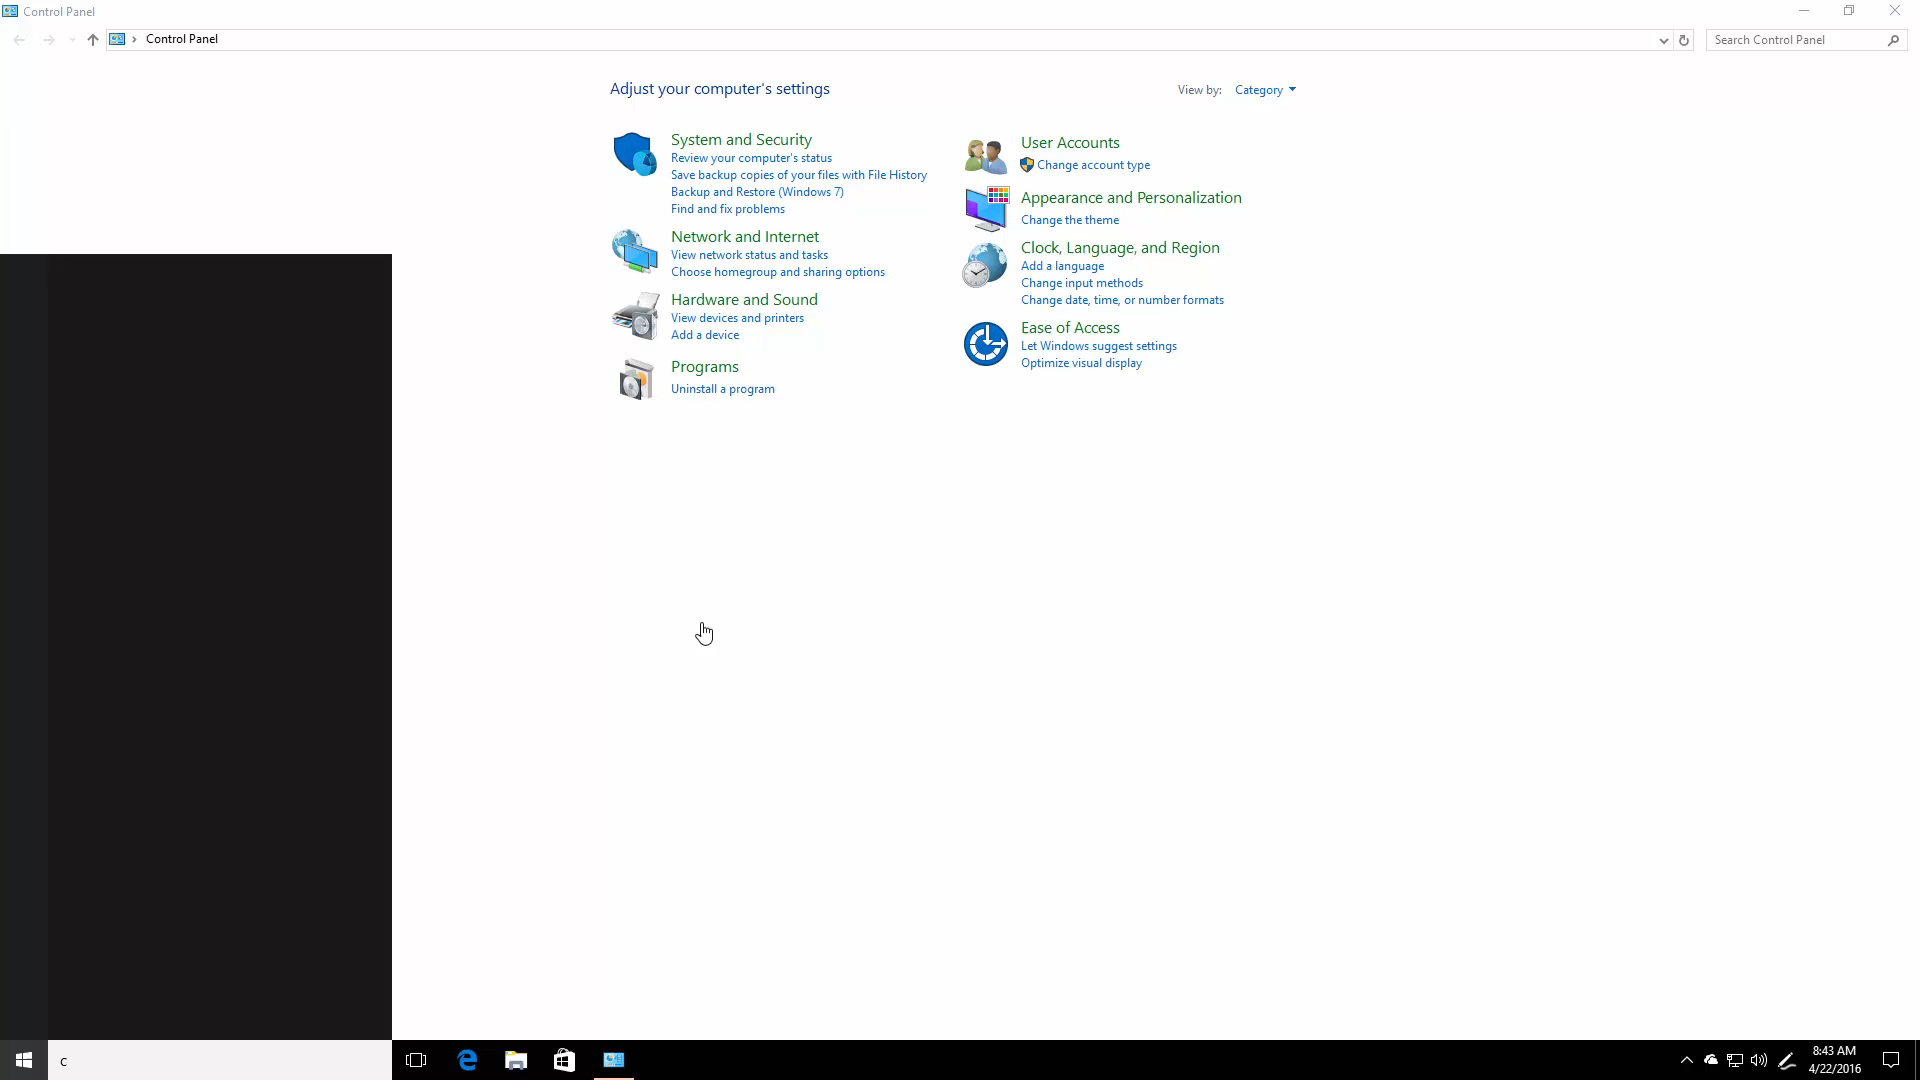 Control Panel
Control Panel
Search Control Panel
Adjust your computer's settings
View by: Category
System and Security
Review your computer's status
Save backup copies of your files with File History
Backup and Restore (Windows 7)
Find and fix problems
Network and Internet
View network status and tasks
Choose homegroup and sharing options
Hardware and Sound
View devices and printers
Add a device
Programs
Uninstall a program
User Accounts
Change account type
Appearance and Personalization
Change the theme
Clock, Language, and Region
Add a language
Change input methods
Change date, time, or number formats
Ease of Access
Let Windows suggest settings
Optimize visual display
c
8:43 AM
4/22/2016